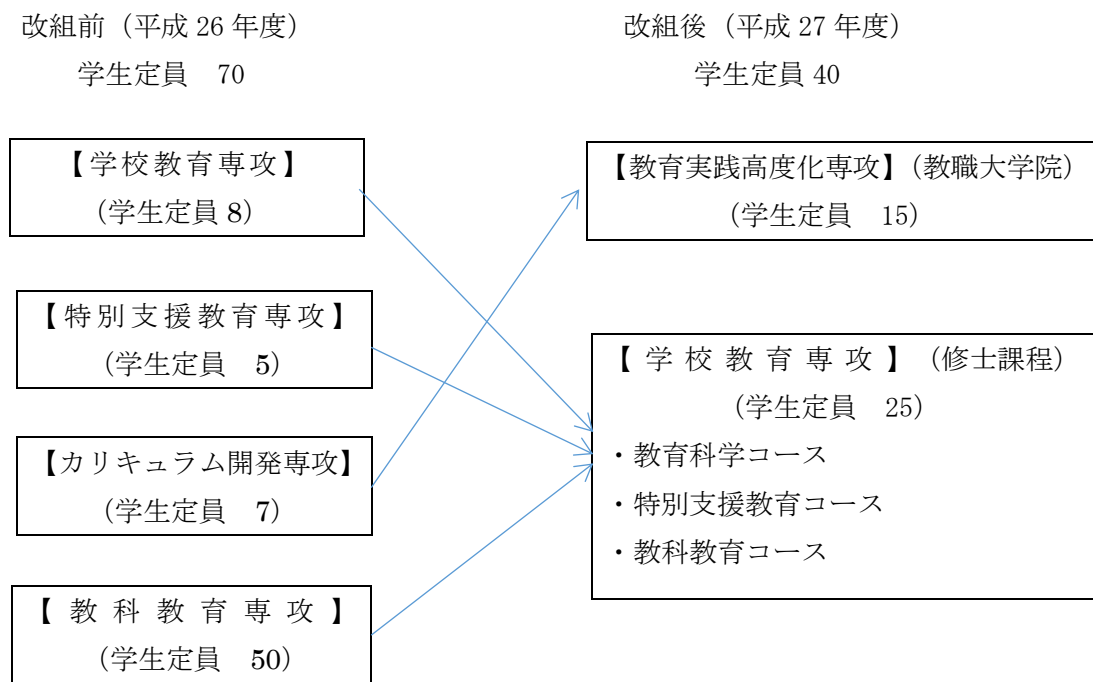 改組前（平成 26 年度）
学生定員　70
【学校教育専攻】
（学生定員 8）
【特別支援教育専攻】
（学生定員　5）
【カリキュラム開発専攻】
（学生定員　7）
【教科教育専攻】
（学生定員　50）
改組後（平成 27 年度）
学生定員 40
【教育実践高度化専攻】（教職大学院）
（学生定員　15）
【学校教育専攻】（修士課程）
（学生定員　25）
・教育科学コース
・特別支援教育コース
・教科教育コース